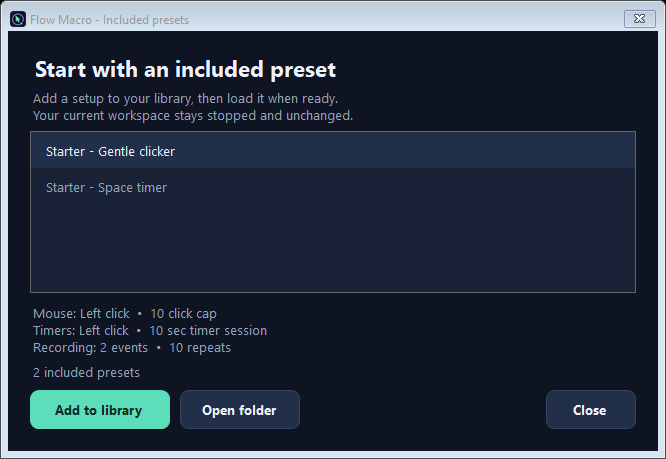 Flow Macro - Included presets
Start with an included preset
Add a setup to your library, then load it when ready.
Your current workspace stays stopped and unchanged.
Starter - Gentle clicker
Starter - Space timer
Mouse: Left click • 10 click cap
Timers: Left click • 10 sec timer session
Recording: 2 events • 10 repeats
2 included presets
Add to library
Open folder
Close